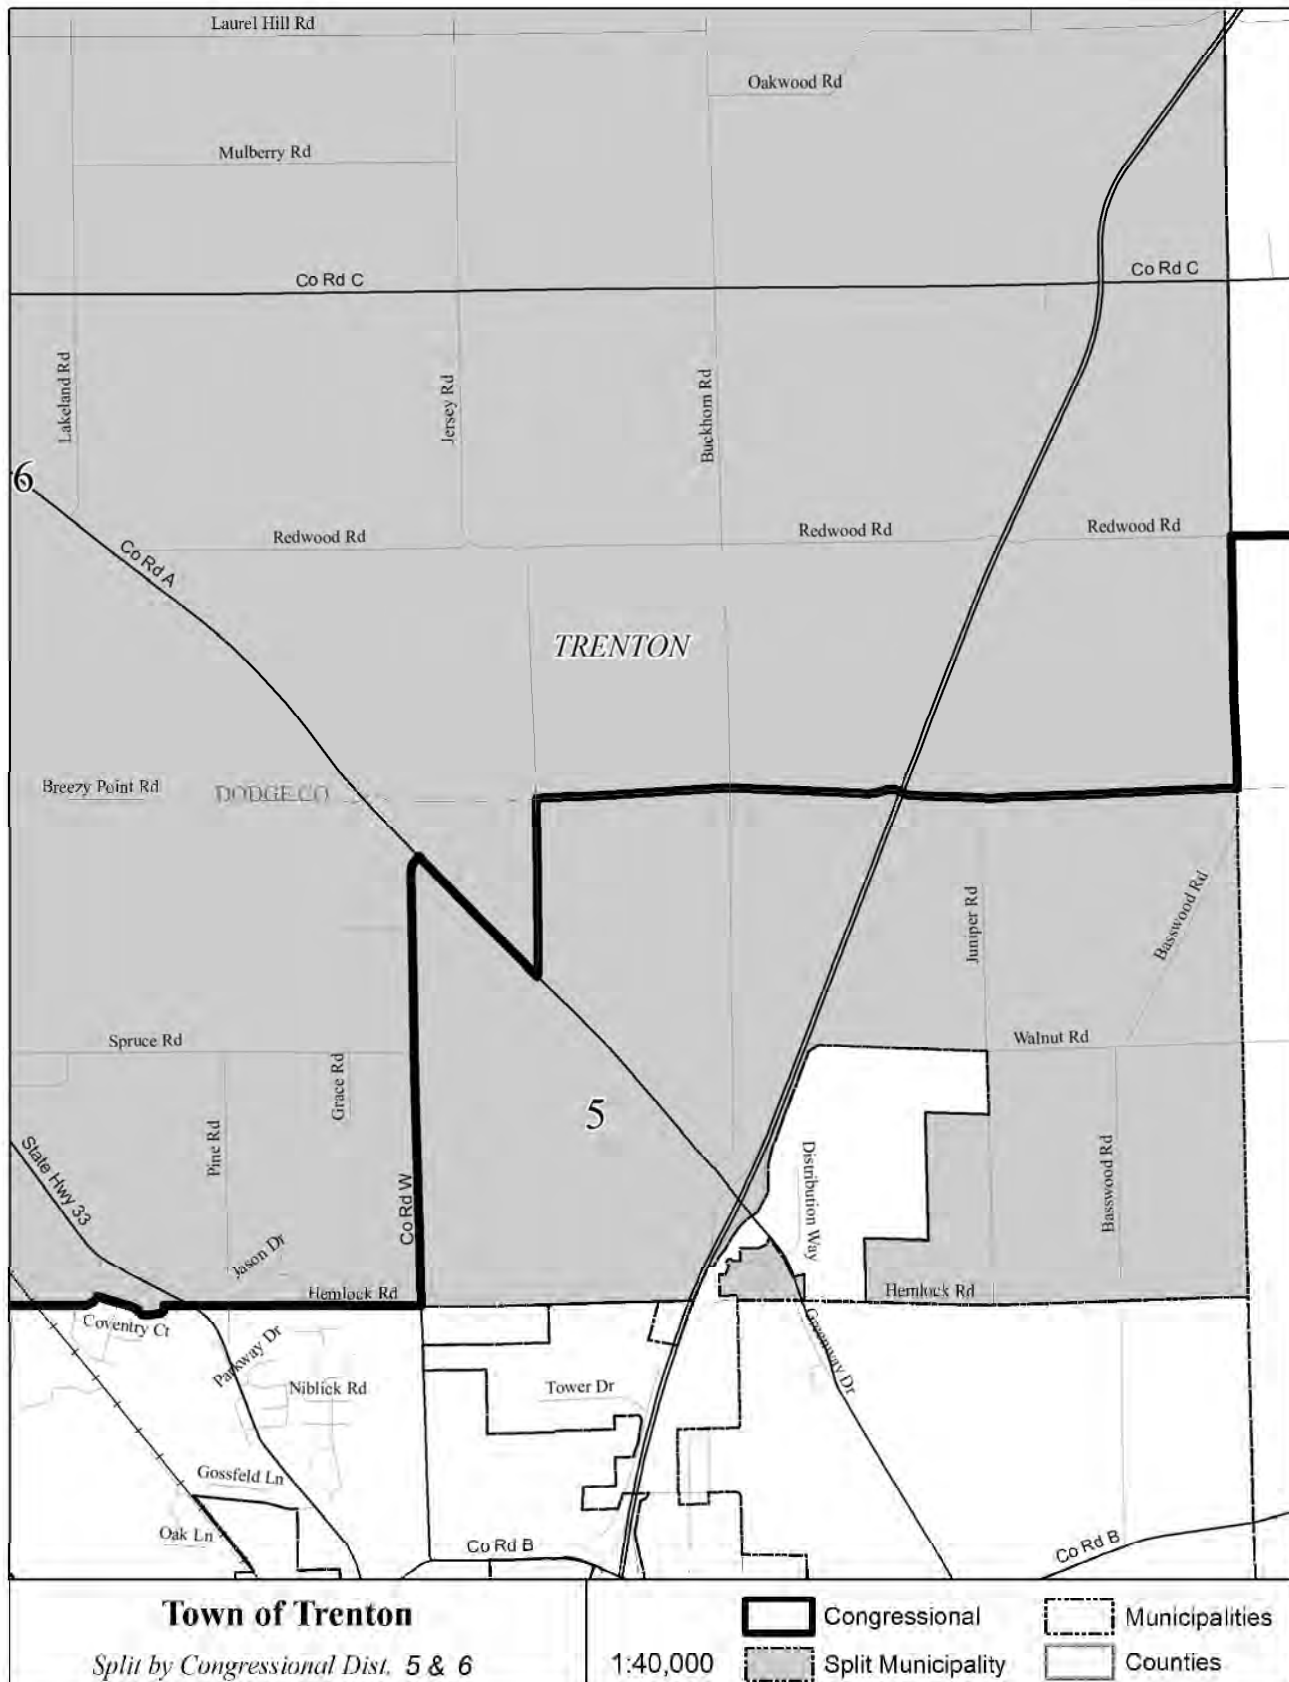 Laurel Hill Rd
Oakwood Rd
Mulberry Rd
Co Rd C
Co Rd C
Lakeland Rd
Jersey Rd
Buckhorn Rd
6
Redwood Rd
Redwood Rd
Redwood Rd
Co Rd A
TRENTON
Breezy Point Rd
DODGE CO
Juniper Rd
Basswood Rd
Spruce Rd
Walnut Rd
Grace Rd
5
Pine Rd
State Hwy 33
Co Rd W
Distribution Way
Basswood Rd
Jason Dr
Hemlock Rd
Hemlock Rd
Coventry Ct
Parkway Dr
Greenway Dr
Niblick Rd
Tower Dr
Gossfeld Ln
Oak Ln
Co Rd B
Co Rd B
Town of Trenton
Split by Congressional Dist. 5 & 6
1:40,000
Congressional
Municipalities
Split Municipality
Counties